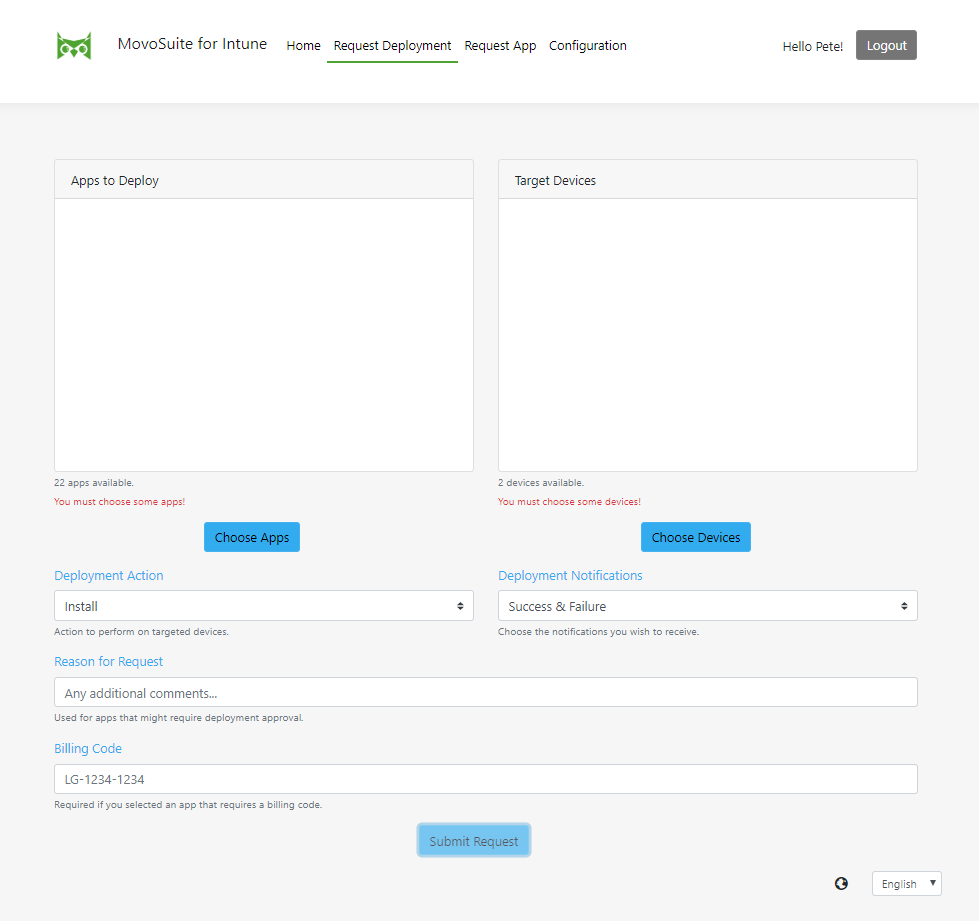 MovoSuite for Intune Home Request Deployment Request App Configuration Hello Pete! Logout
Apps to Deploy
Target Devices
22 apps available.
2 devices available.
You must choose some apps!
You must choose some devices!
Choose Apps
Choose Devices
Deployment Action
Deployment Notifications
Install
Success & Failure
Action to perform on targeted devices.
Choose the notifications you wish to receive.
Reason for Request
Any additional comments...
Used for apps that might require deployment approval.
Billing Code
LG-1234-1234
Required if you selected an app that requires a billing code.
Submit Request
English